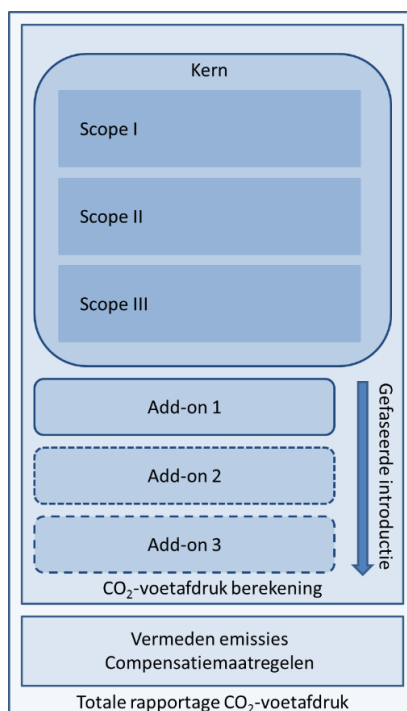 Kern
Scope I
Scope II
Scope III
Add-on 1
Add-on 2
Add-on 3
Gefaseerde introductie
CO₂-voetafdruk berekening
Vermeden emissies
Compensatiemaatregelen
Totale rapportage CO₂-voetafdruk